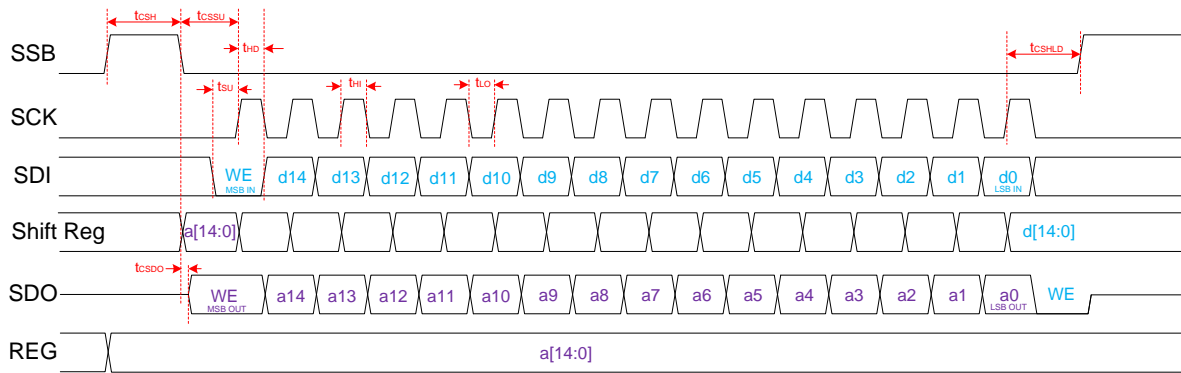 tCSH tCSSU tCSHLD
SSB
tHD
tSU tHI tLO
SCK
SDI WE d14 d13 d12 d11 d10 d9 d8 d7 d6 d5 d4 d3 d2 d1 d0
MSB IN LSB IN
Shift Reg a[14:0] d[14:0]
tCSDO
SDO WE a14 a13 a12 a11 a10 a9 a8 a7 a6 a5 a4 a3 a2 a1 a0 WE
MSB OUT LSB OUT
REG a[14:0]